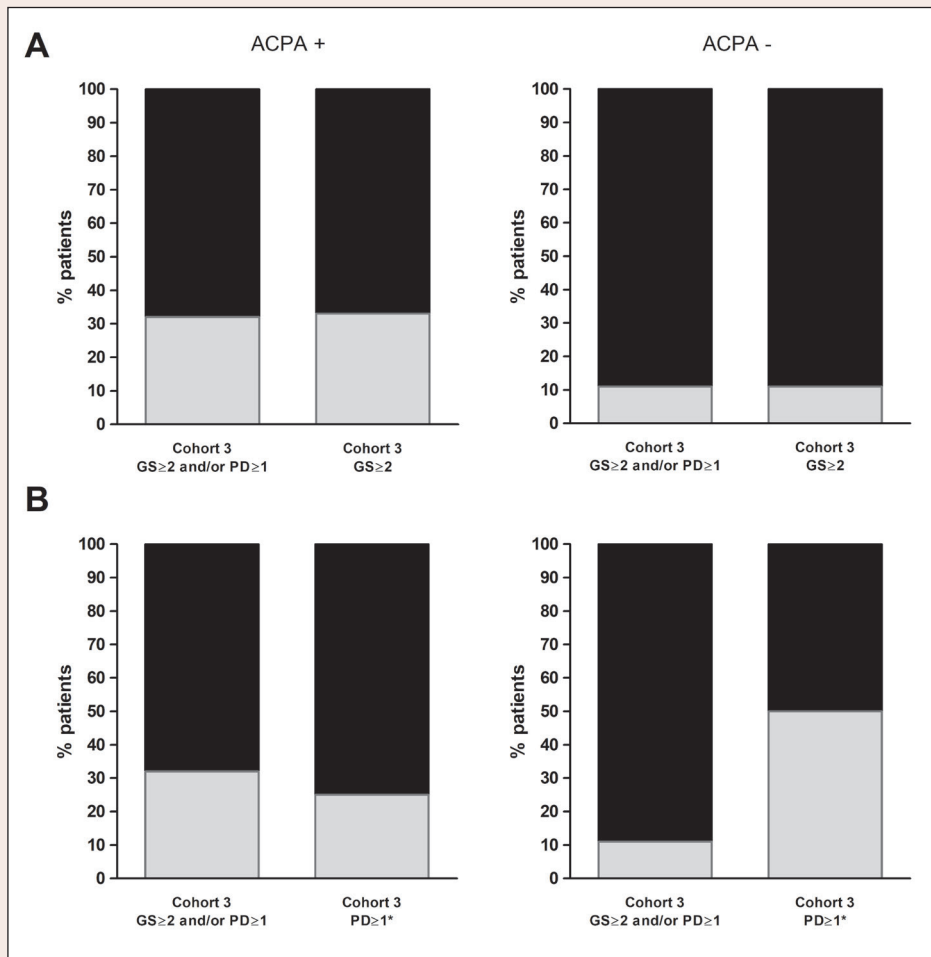 A
ACPA +
ACPA -
100
90
80
70
60
50
40
30
20
10
0
% patients
Cohort 3
GS≥2 and/or PD≥1
Cohort 3
GS≥2
100
90
80
70
60
50
40
30
20
10
0
% patients
Cohort 3
GS≥2 and/or PD≥1
Cohort 3
GS≥2
B
100
90
80
70
60
50
40
30
20
10
0
% patients
Cohort 3
GS≥2 and/or PD≥1
Cohort 3
PD≥1*
100
90
80
70
60
50
40
30
20
10
0
% patients
Cohort 3
GS≥2 and/or PD≥1
Cohort 3
PD≥1*